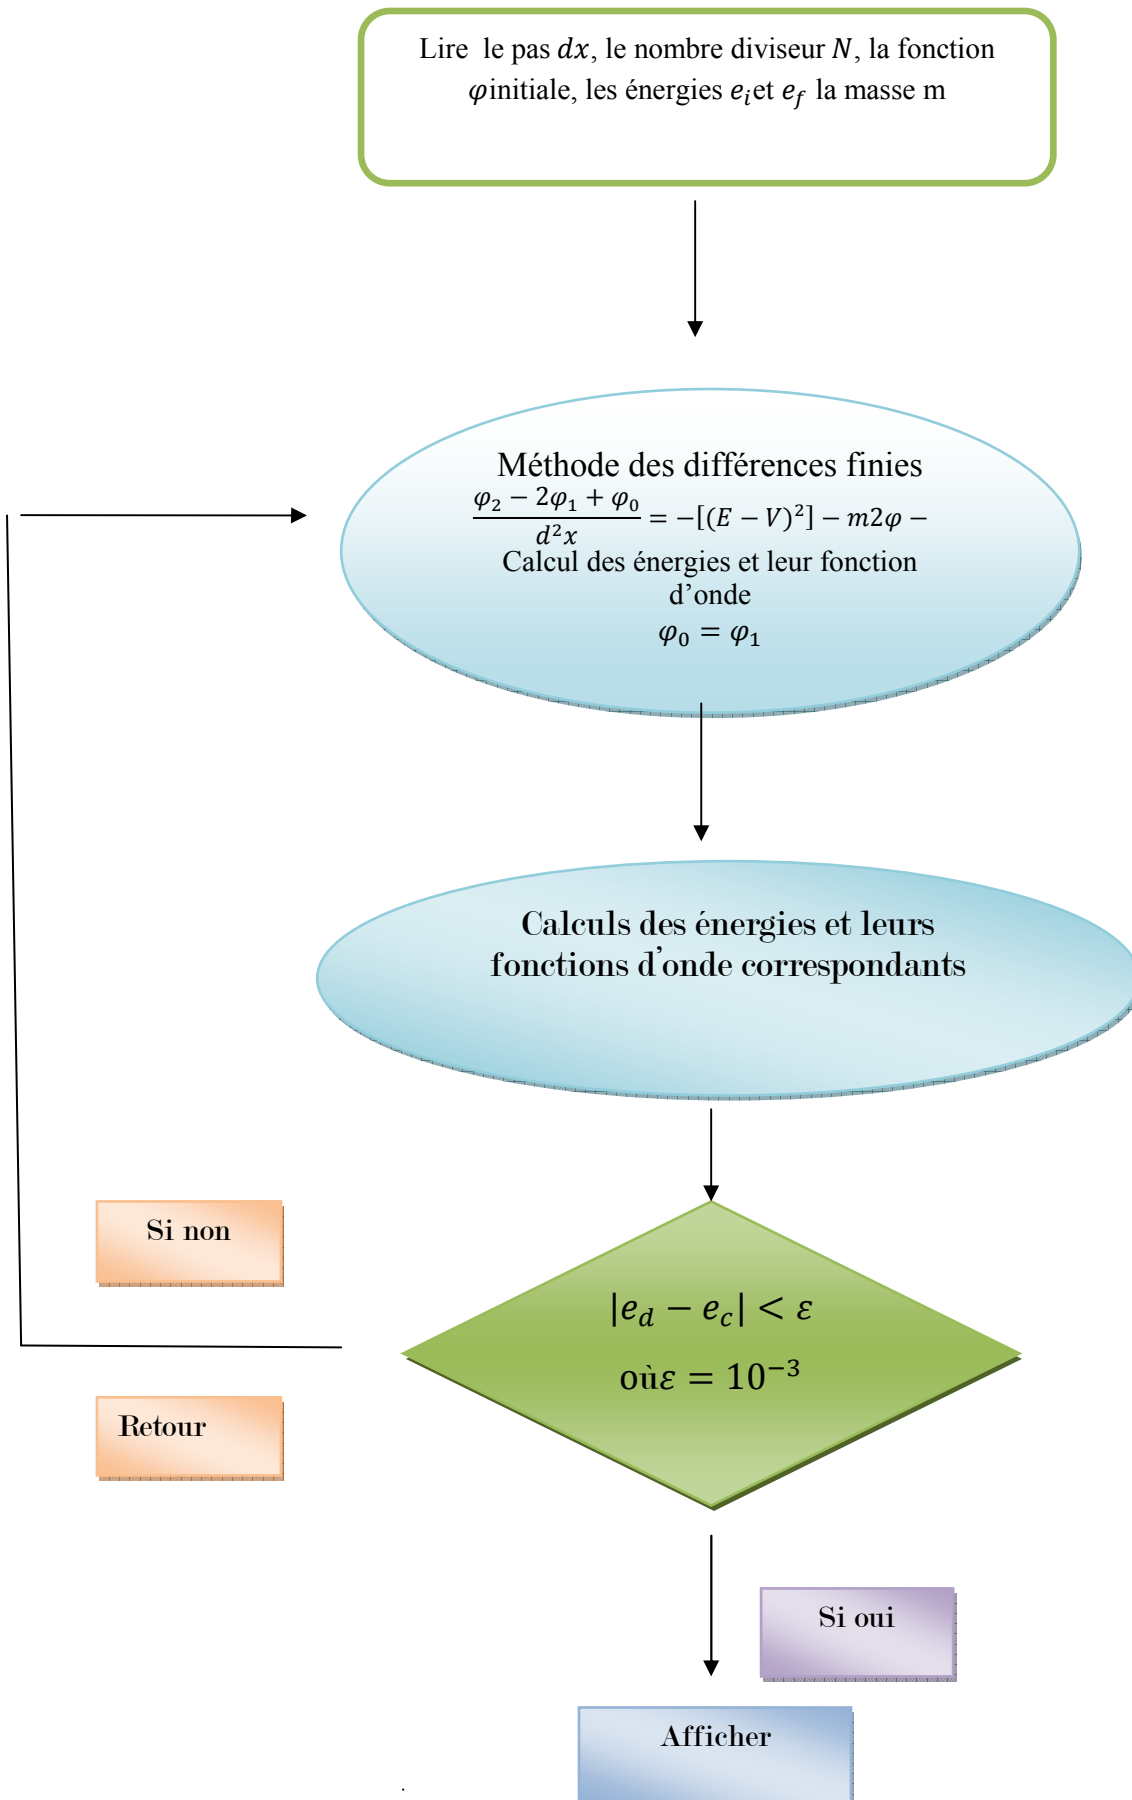 Lire le pas 𝑑𝑥, le nombre diviseur 𝑁, la fonction
𝜑initiale, les énergies 𝑒ᵢet 𝑒_f la masse m
Méthode des différences finies
(𝜑₂ − 2𝜑₁ + 𝜑₀)/(𝑑²𝑥) = −[(𝐸 − 𝑉)²] − 𝑚2𝜑 −
Calcul des énergies et leur fonction
d’onde
𝜑₀ = 𝜑₁
Calculs des énergies et leurs
fonctions d’onde correspondants
Si non
|𝑒_d − 𝑒_c| < 𝜀
où𝜀 = 10⁻³
Retour
Si oui
Afficher